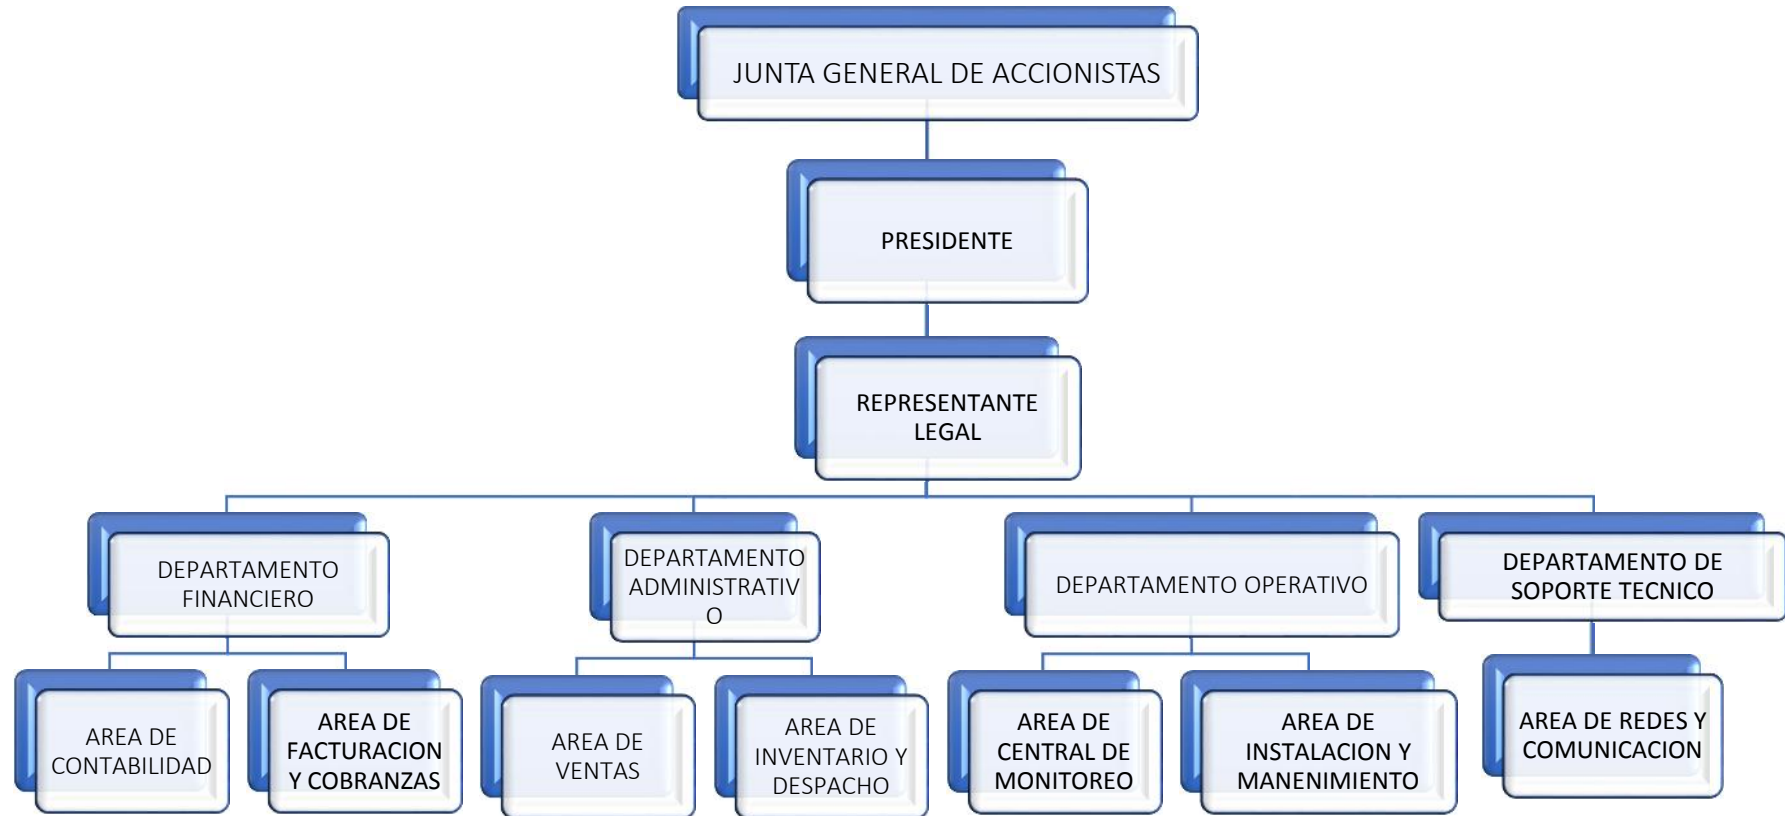 JUNTA GENERAL DE ACCIONISTAS
PRESIDENTE
REPRESENTANTE
LEGAL
DEPARTAMENTO
FINANCIERO
DEPARTAMENTO
ADMINISTRATIV
O
DEPARTAMENTO OPERATIVO
DEPARTAMENTO DE
SOPORTE TECNICO
AREA DE
CONTABILIDAD
AREA DE
FACTURACION
Y COBRANZAS
AREA DE
VENTAS
AREA DE
INVENTARIO Y
DESPACHO
AREA DE
CENTRAL DE
MONITOREO
AREA DE
INSTALACION Y
MANENIMIENTO
AREA DE REDES Y
COMUNICACION